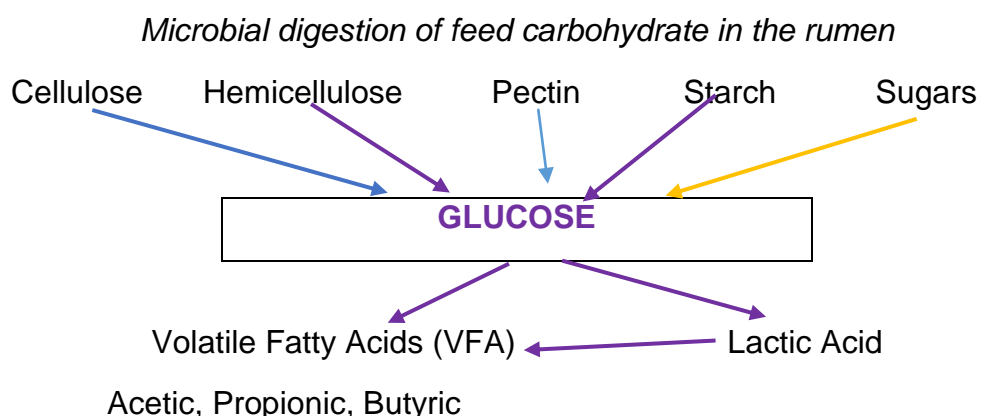 Microbial digestion of feed carbohydrate in the rumen
Cellulose Hemicellulose Pectin Starch Sugars
GLUCOSE
Volatile Fatty Acids (VFA) Lactic Acid
Acetic, Propionic, Butyric